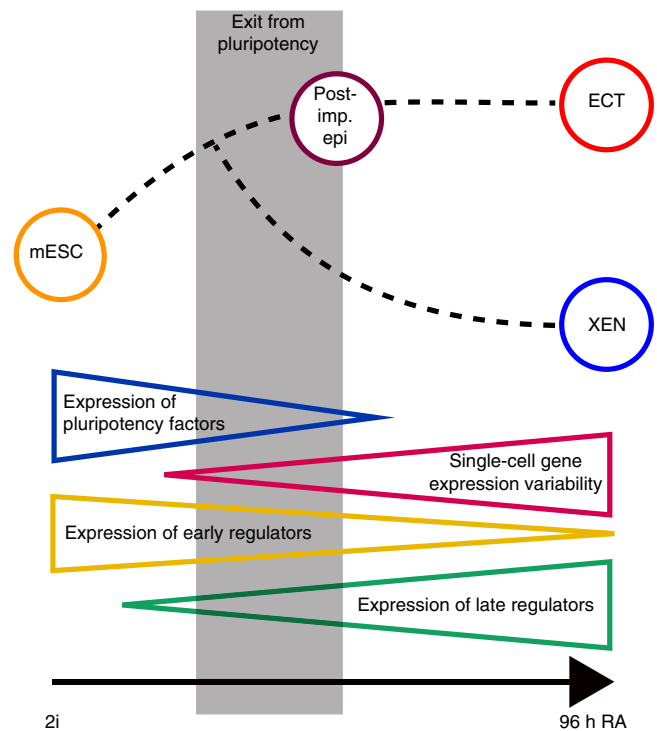 Exit from
pluripotency
Post-
imp.
epi
ECT
mESC
XEN
Expression of
pluripotency factors
Single-cell gene
expression variability
Expression of early regulators
Expression of late regulators
2i
96 h RA